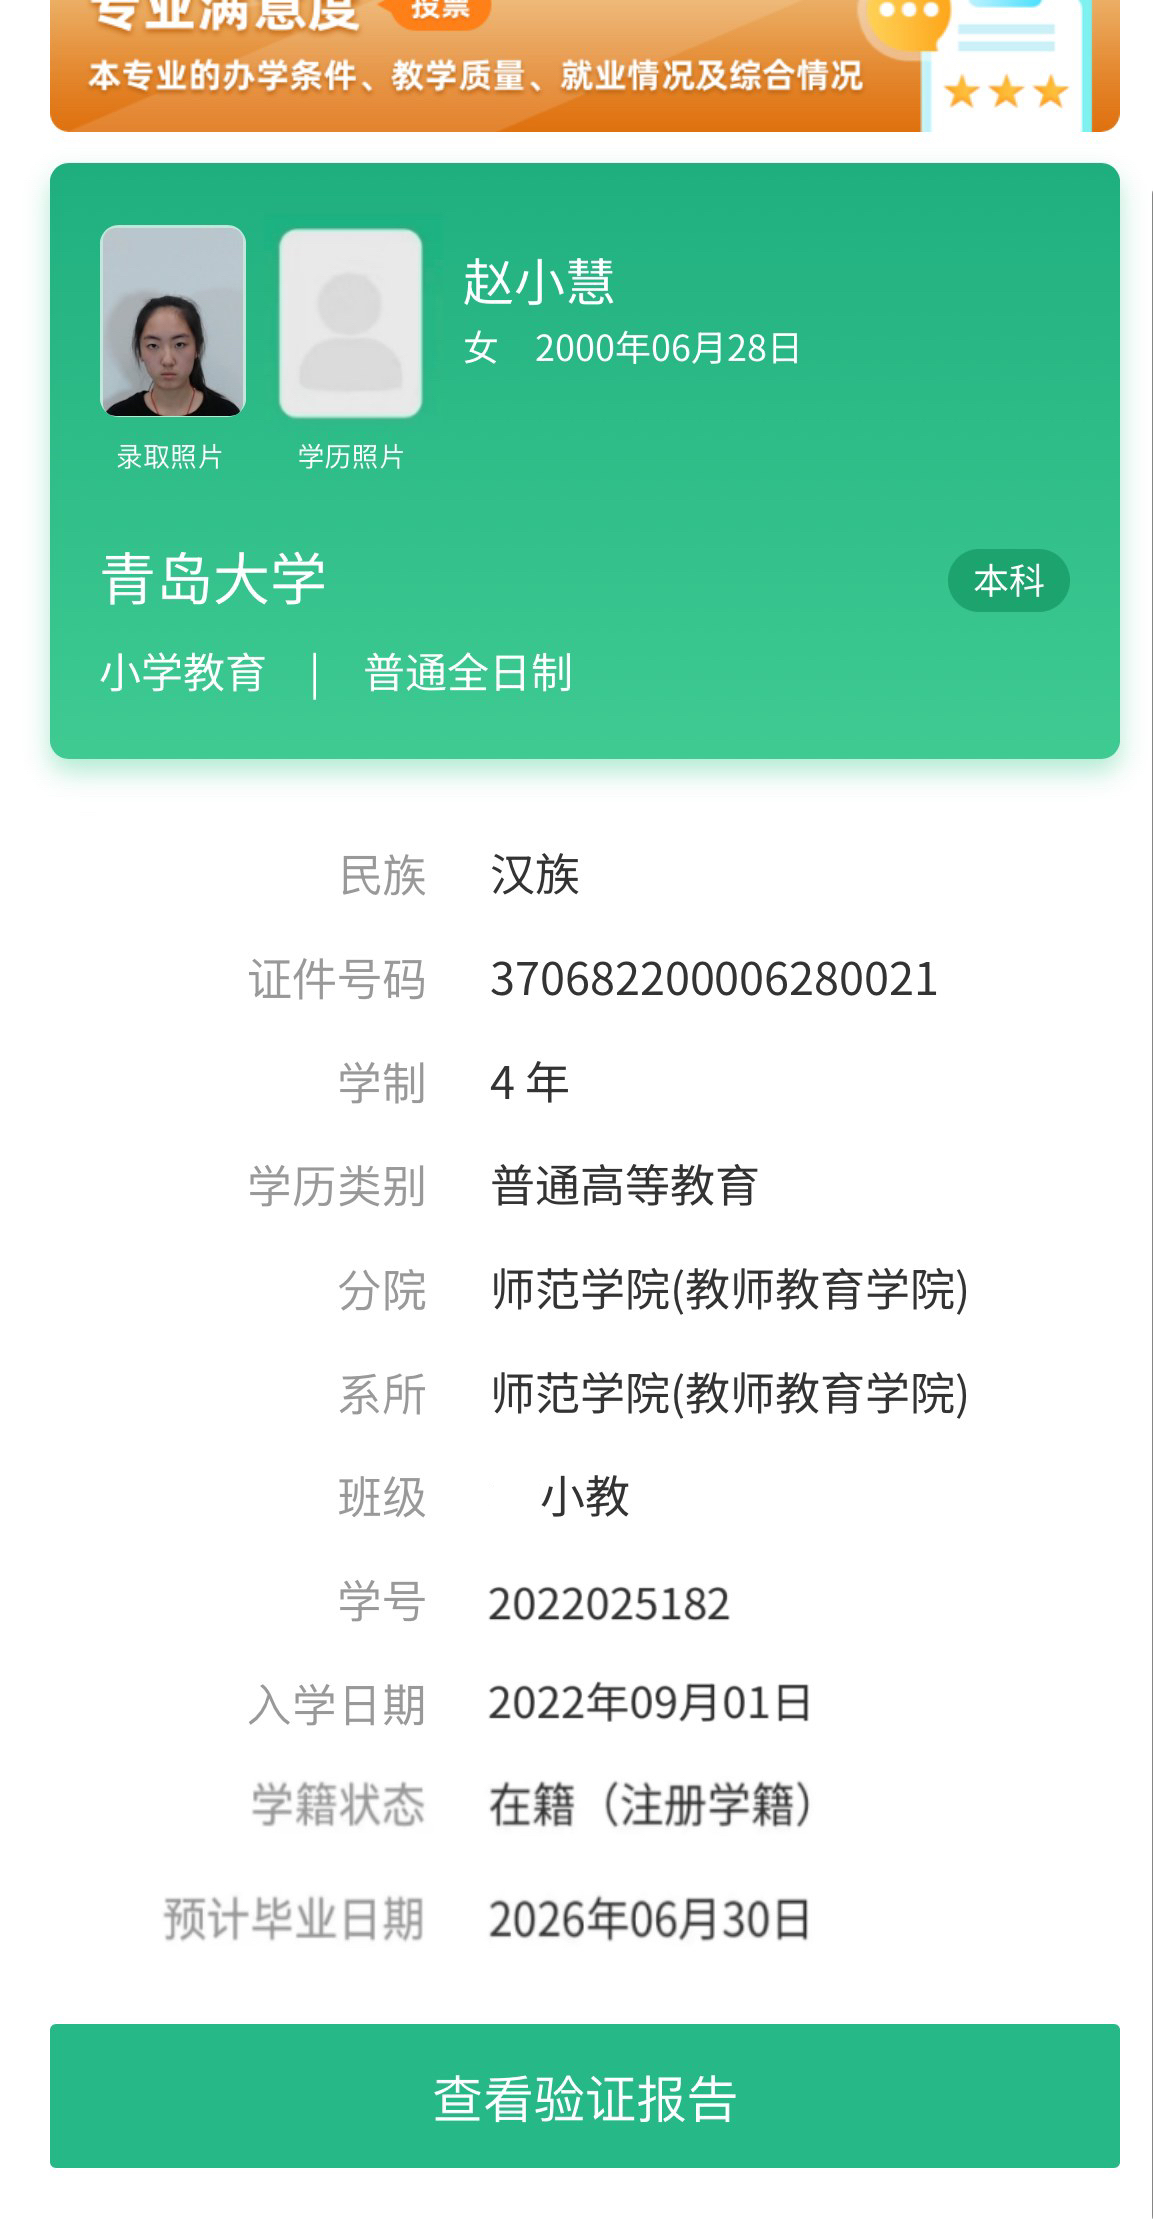 专业满意度 投票
本专业的办学条件、教学质量、就业情况及综合情况
赵小慧
女 2000年06月28日
录取照片 学历照片
青岛大学 本科
小学教育 | 普通全日制
民族 汉族
证件号码 370682200006280021
学制 4 年
学历类别 普通高等教育
分院 师范学院(教师教育学院)
系所 师范学院(教师教育学院)
班级 小教
学号 2022025182
入学日期 2022年09月01日
学籍状态 在籍（注册学籍）
预计毕业日期 2026年06月30日
查看验证报告